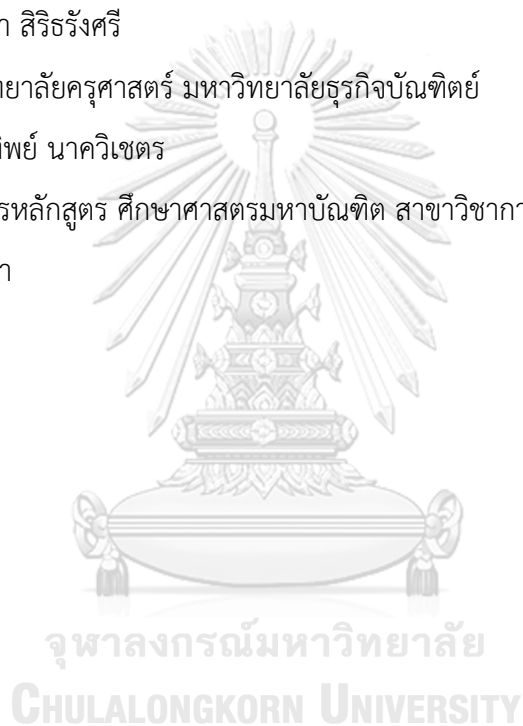 า สิริธรังศรี
ทยาลัยครุศาสตร์ มหาวิทยาลัยธุรกิจบัณฑิตย์
ทิพย์ นาควิเชตร
รหลักสูตร ศึกษาศาสตรมหาบัณฑิต สาขาวิชากา
า
จุฬาลงกรณ์มหาวิทยาลัย
CHULALONGKORN UNIVERSITY